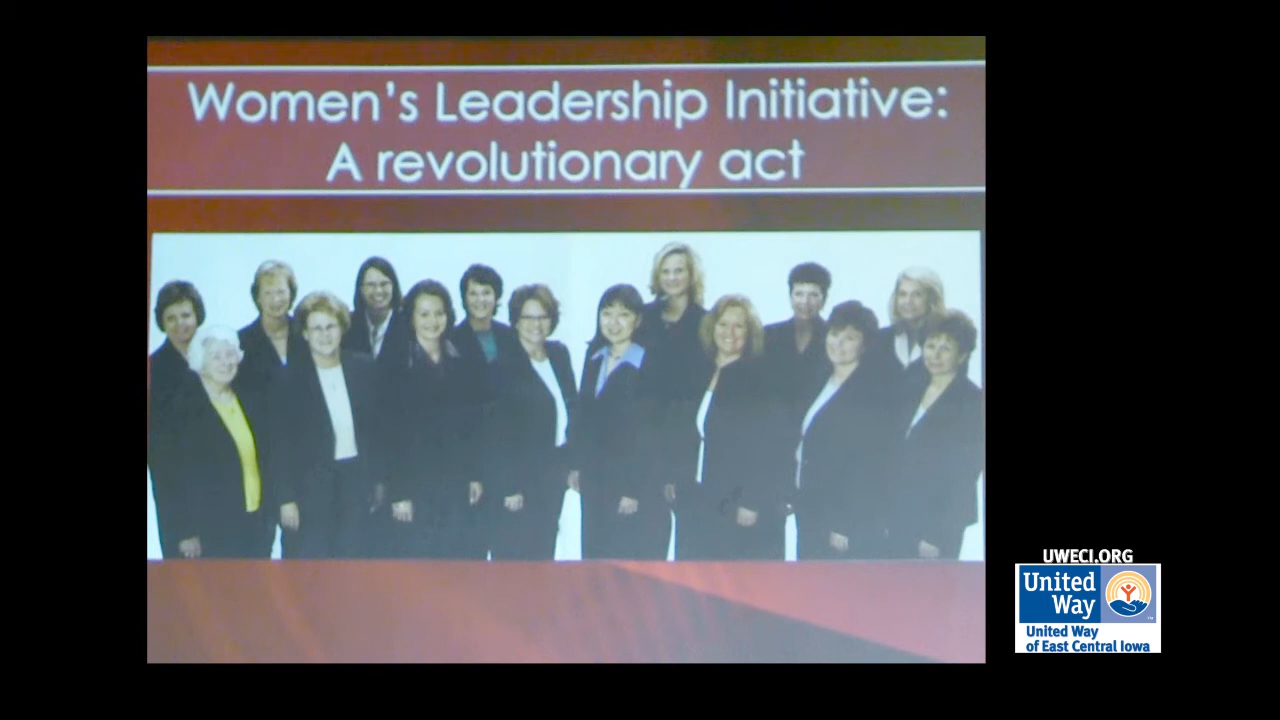 Women's Leadership Initiative:
A revolutionary act
UWECI.ORG
United
Way
United Way
of East Central Iowa